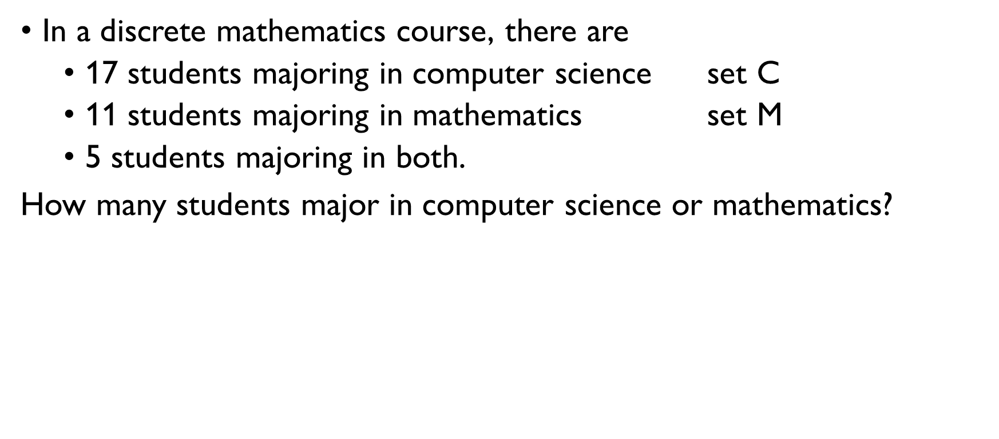 • In a discrete mathematics course, there are
• 17 students majoring in computer science set C
• 11 students majoring in mathematics set M
• 5 students majoring in both.
How many students major in computer science or mathematics?